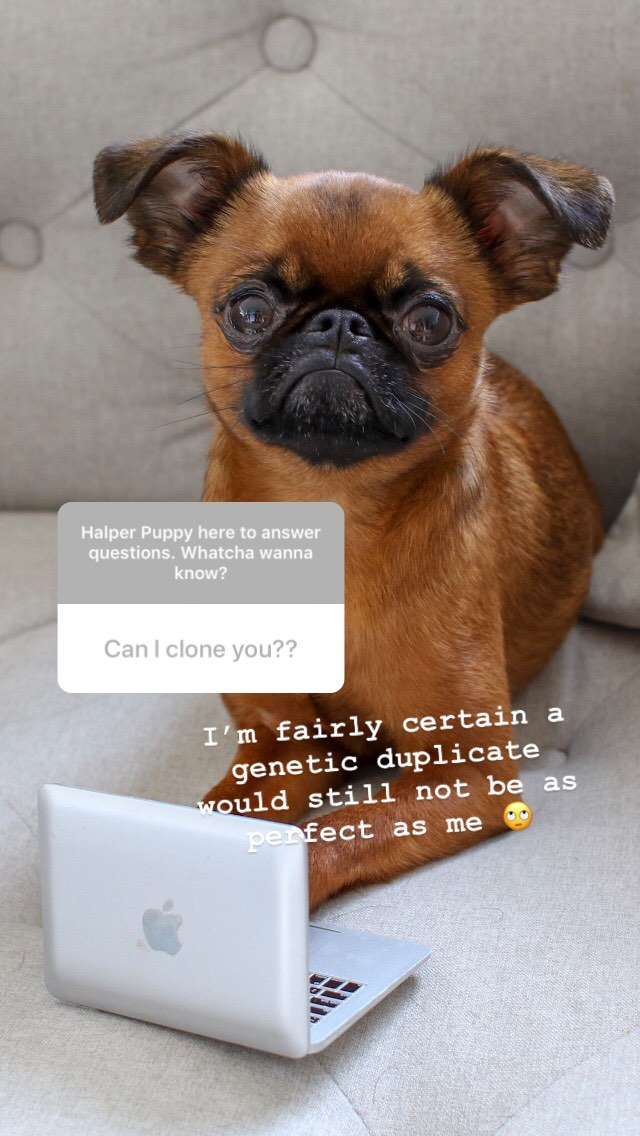 Halper Puppy here to answer
questions. Whatcha wanna
know?
Can I clone you??
I'm fairly certain a
genetic duplicate
would still not be as
perfect as me 🙄